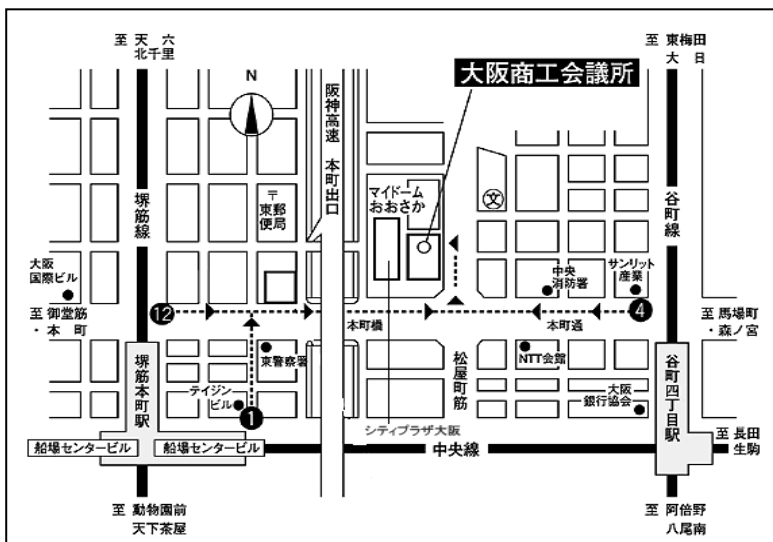 至 天 六
北千里
至 東梅田
大 日
N
阪神高速 本町出口
大阪商工会議所
堺筋線
谷町線
〒
東郵
便局
マイドーム
おおさか
文
大阪
国際ビル
中央
消防署
サンリット
産業
至 御堂筋
・本 町
12
本町橋
本町通
4
至 馬場町
・森ノ宮
堺筋本町駅
東警察署
松屋町筋
NTT会館
谷町四丁目駅
テイジン
ビル
1
大阪
銀行協会
シティプラザ大阪
船場センタービル
船場センタービル
中央線
至 長田
生駒
至 動物園前
天下茶屋
至 阿倍野
八尾南